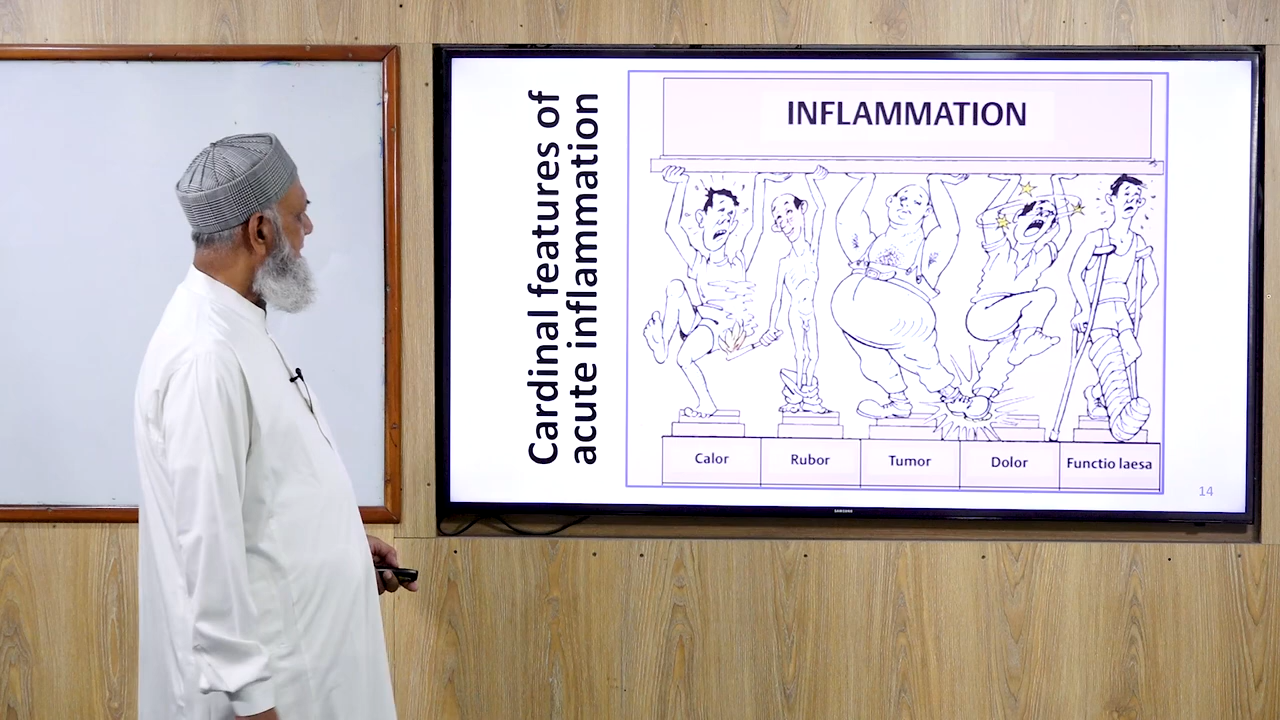 Cardinal features of
acute inflammation
INFLAMMATION
Calor
Rubor
Tumor
Dolor
Functio laesa
14
SAMSUNG